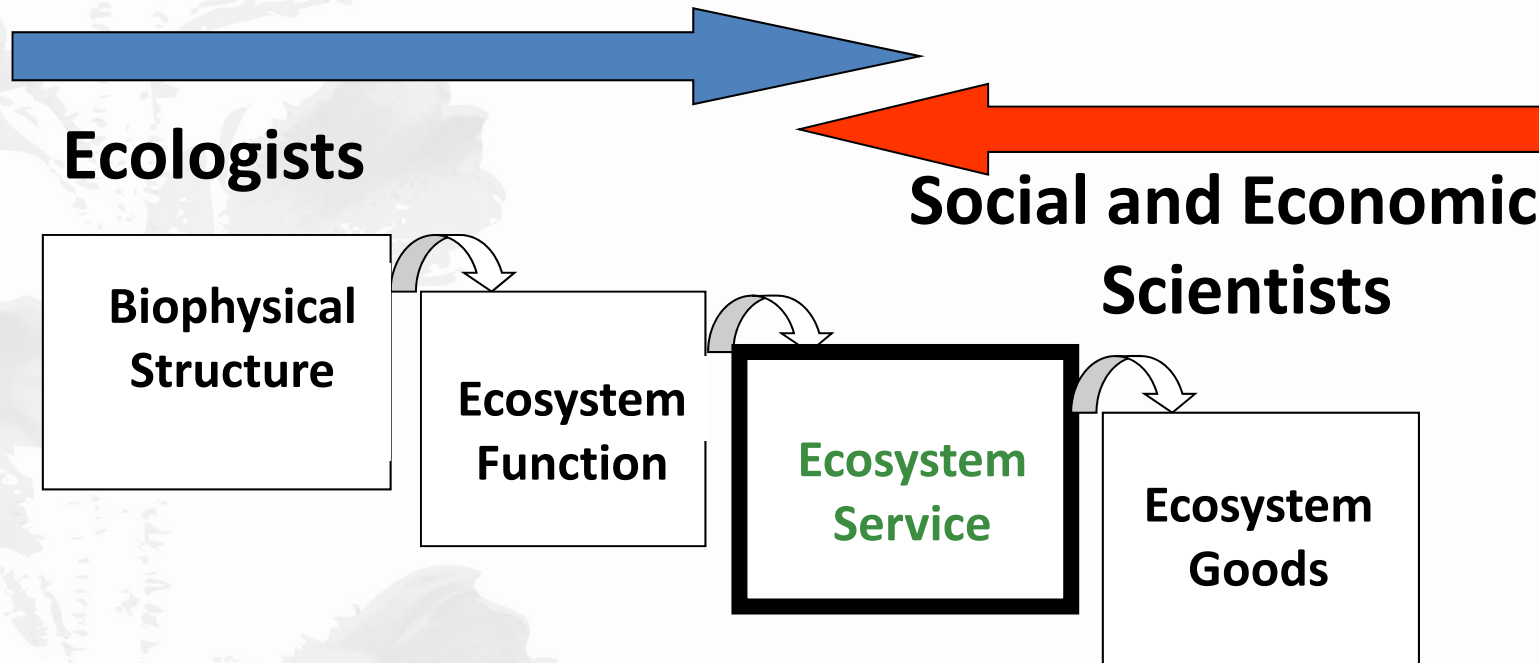 Ecologists
Social and Economic
Scientists
Biophysical
Structure
Ecosystem
Function
Ecosystem
Service
Ecosystem
Goods